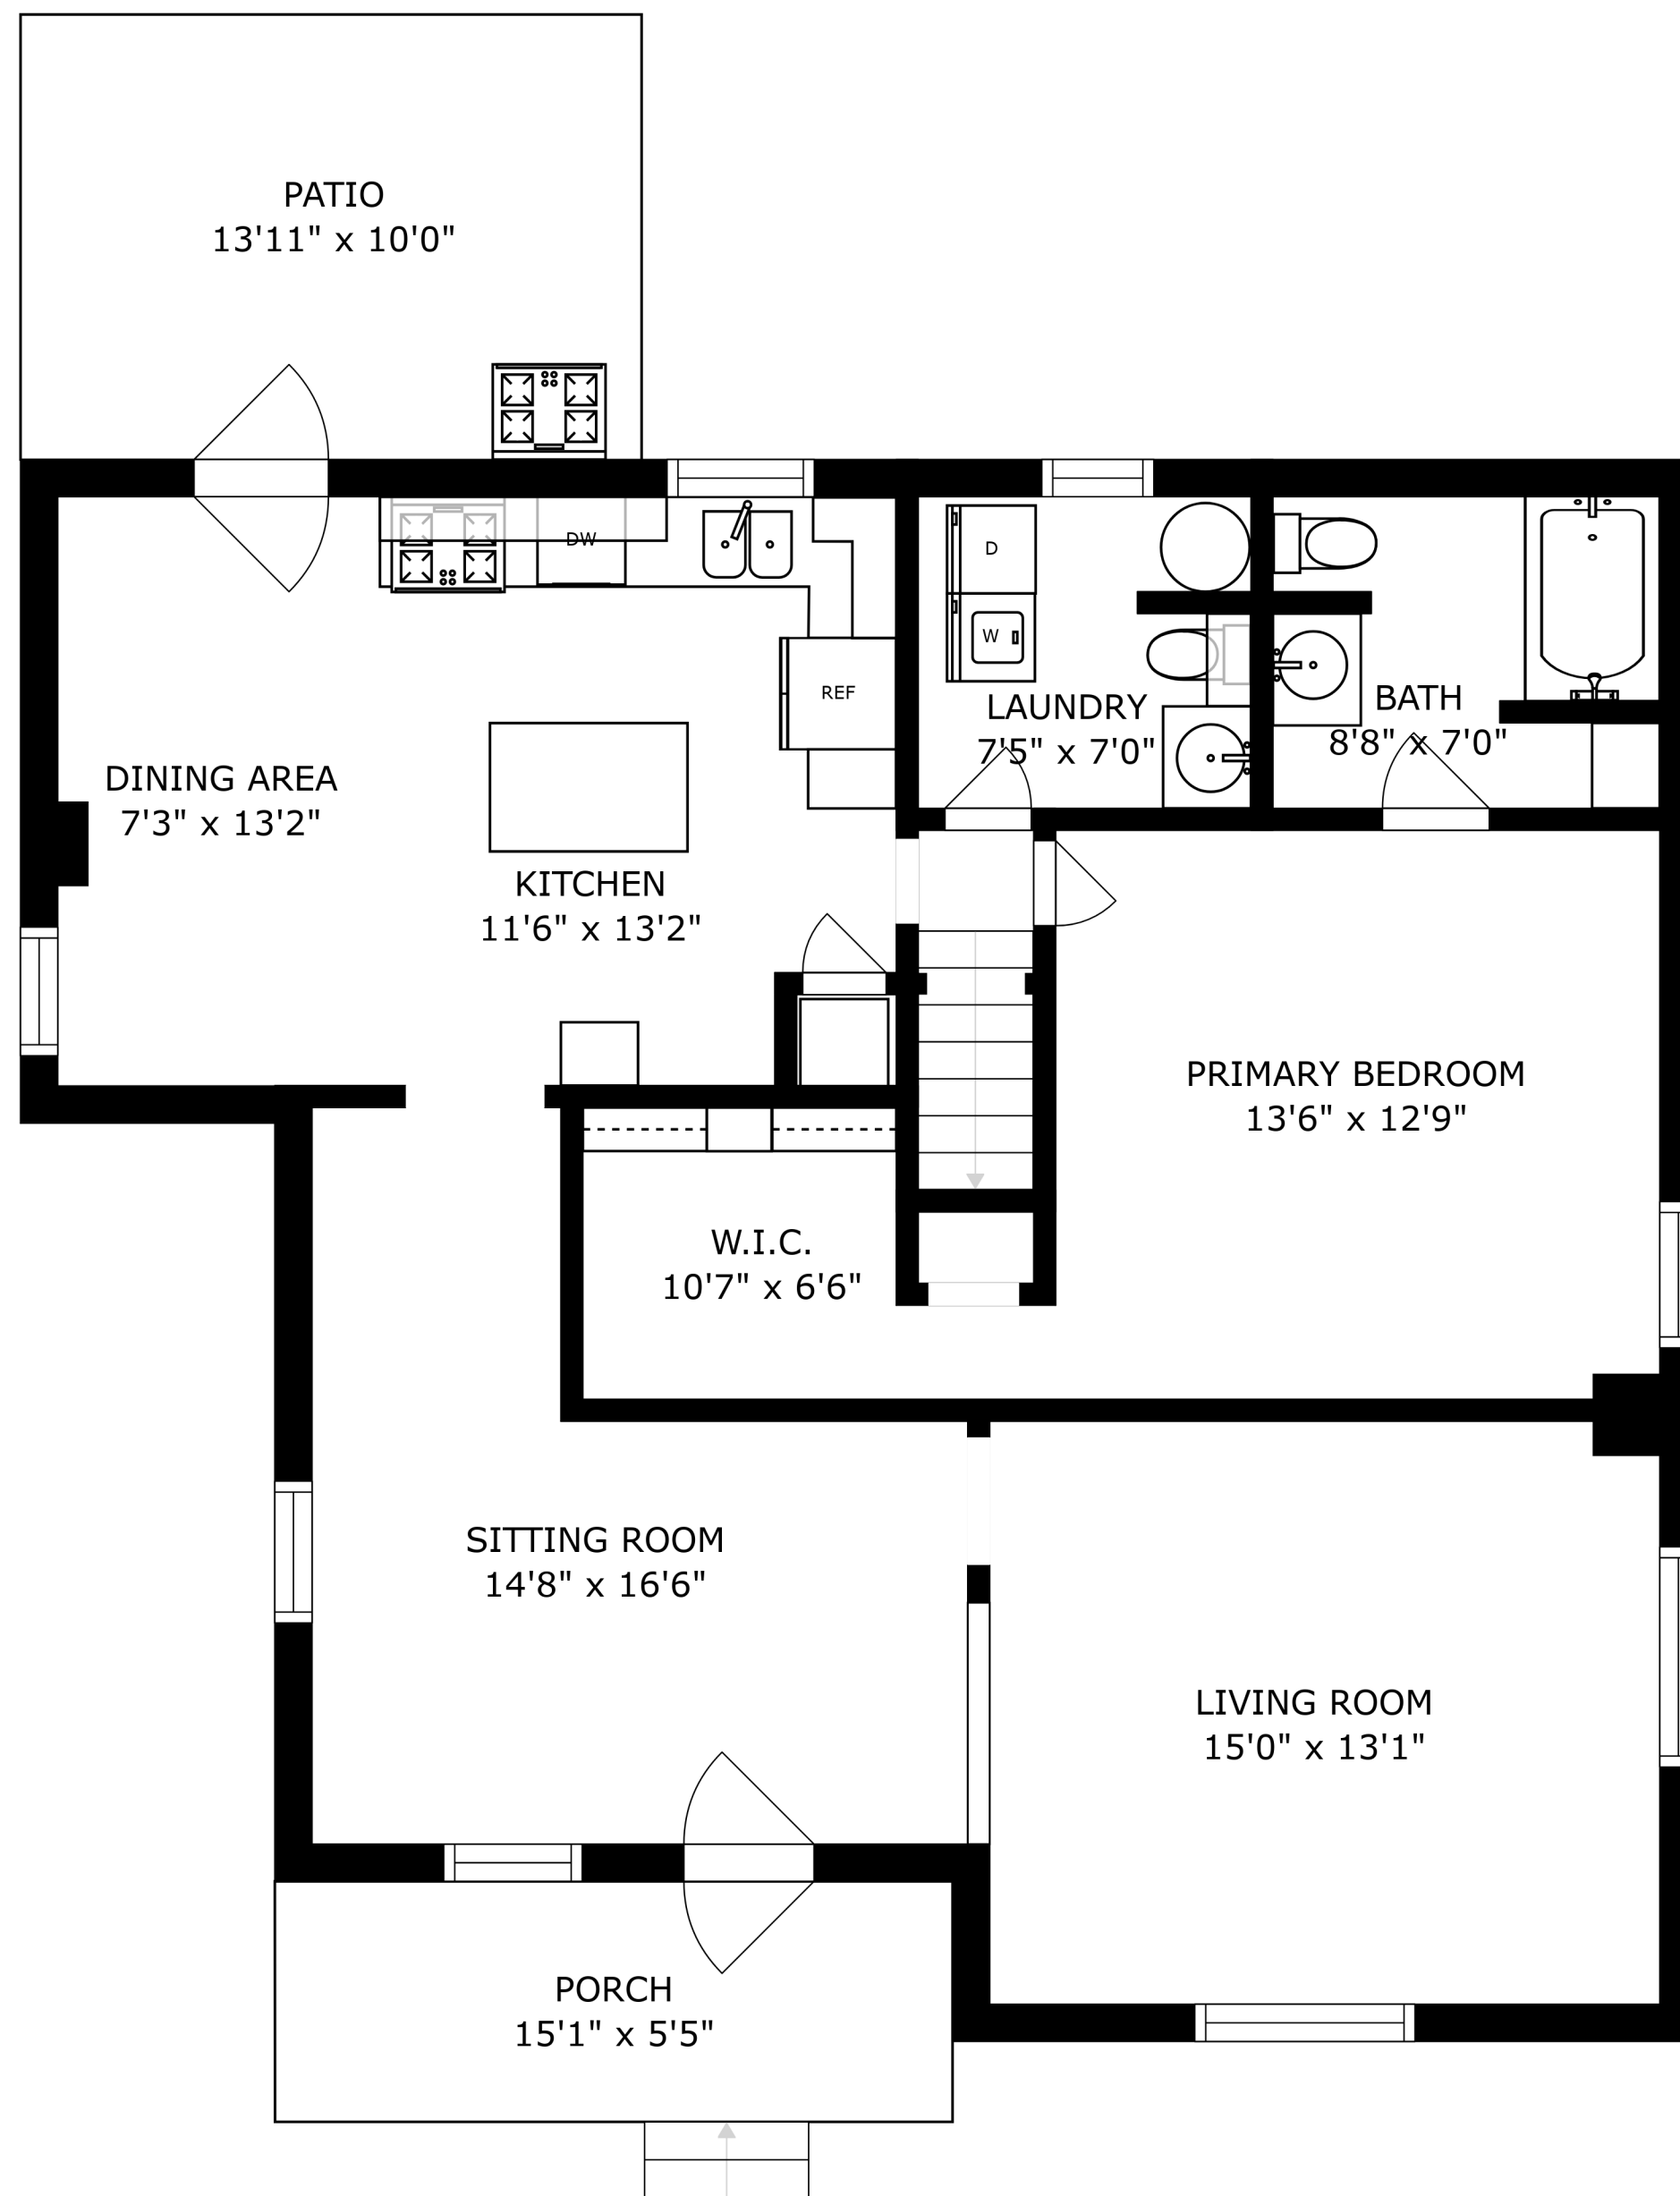 PATIO
13'11" x 10'0"
DW
D
W
REF
LAUNDRY
7'5" x 7'0"
BATH
8'8" x 7'0"
DINING AREA
7'3" x 13'2"
KITCHEN
11'6" x 13'2"
PRIMARY BEDROOM
13'6" x 12'9"
W.I.C.
10'7" x 6'6"
SITTING ROOM
14'8" x 16'6"
LIVING ROOM
15'0" x 13'1"
PORCH
15'1" x 5'5"